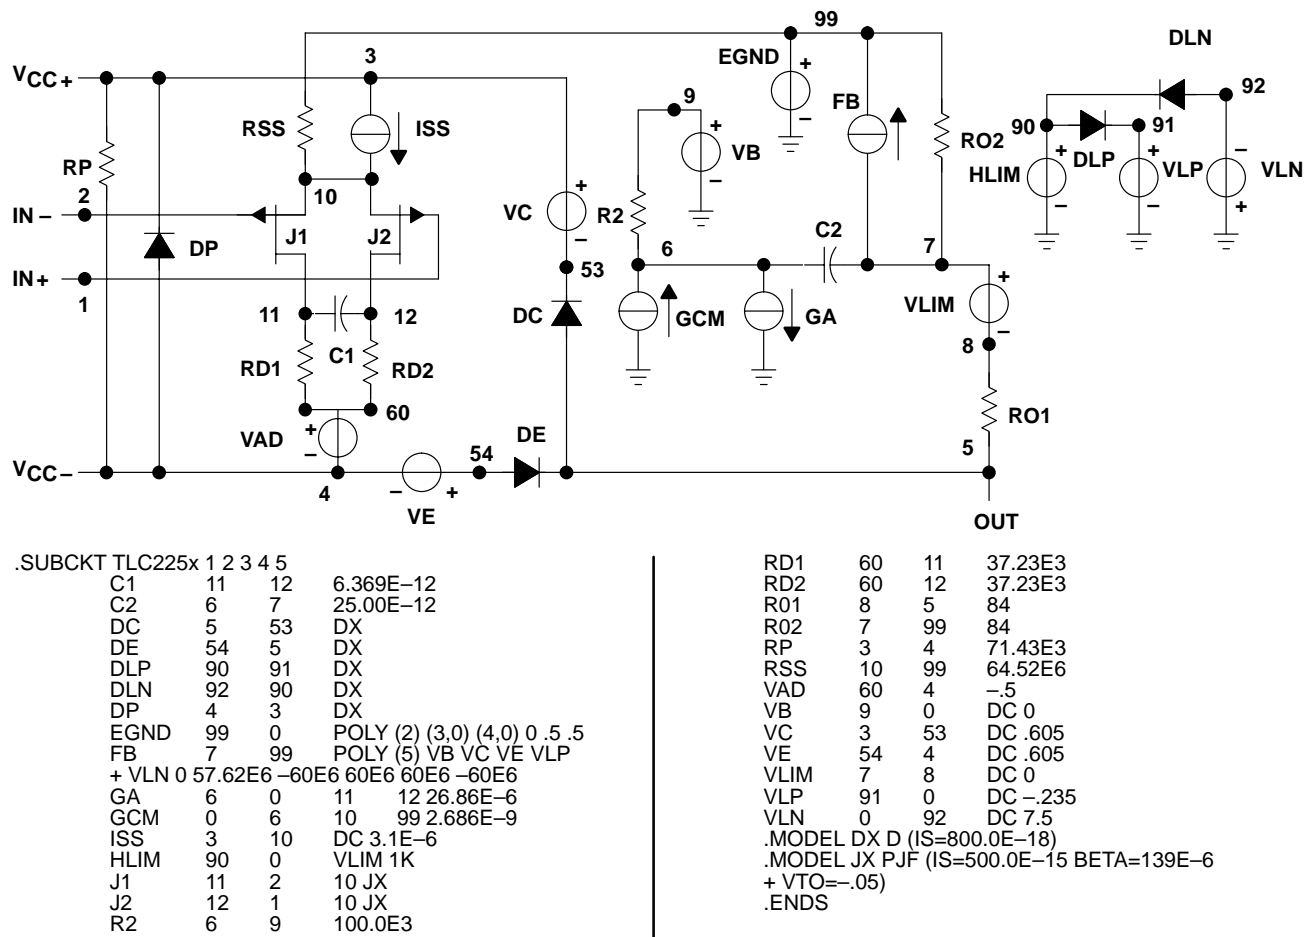 99
DLN
3
EGND
+
VCC+
92
9
+
FB
RSS
ISS
+
90
91
–
RO2
VB
+
+
–
RP
–
DLP
10
HLIM
VLP
VLN
2
+
–
–
+
IN –
VC
R2
C2
J1
J2
–
6
7
DP
IN+
53
+
1
VLIM
11
12
DC
GCM
GA
–
C1
8
RD1
RD2
60
RO1
+
VAD
DE
–
54
5
VCC–
4
–
+
VE
OUT
.SUBCKT TLC225x 1 2 3 4 5
C1 11 12 6.369E–12
C2 6 7 25.00E–12
DC 5 53 DX
DE 54 5 DX
DLP 90 91 DX
DLN 92 90 DX
DP 4 3 DX
EGND 99 0 POLY (2) (3,0) (4,0) 0 .5 .5
FB 7 99 POLY (5) VB VC VE VLP
+ VLN 0 57.62E6 –60E6 60E6 60E6 –60E6
GA 6 0 11 12 26.86E–6
GCM 0 6 10 99 2.686E–9
ISS 3 10 DC 3.1E–6
HLIM 90 0 VLIM 1K
J1 11 2 10 JX
J2 12 1 10 JX
R2 6 9 100.0E3
RD1 60 11 37.23E3
RD2 60 12 37.23E3
R01 8 5 84
R02 7 99 84
RP 3 4 71.43E3
RSS 10 99 64.52E6
VAD 60 4 –.5
VB 9 0 DC 0
VC 3 53 DC .605
VE 54 4 DC .605
VLIM 7 8 DC 0
VLP 91 0 DC –.235
VLN 0 92 DC 7.5
.MODEL DX D (IS=800.0E–18)
.MODEL JX PJF (IS=500.0E–15 BETA=139E–6
+ VTO=–.05)
.ENDS